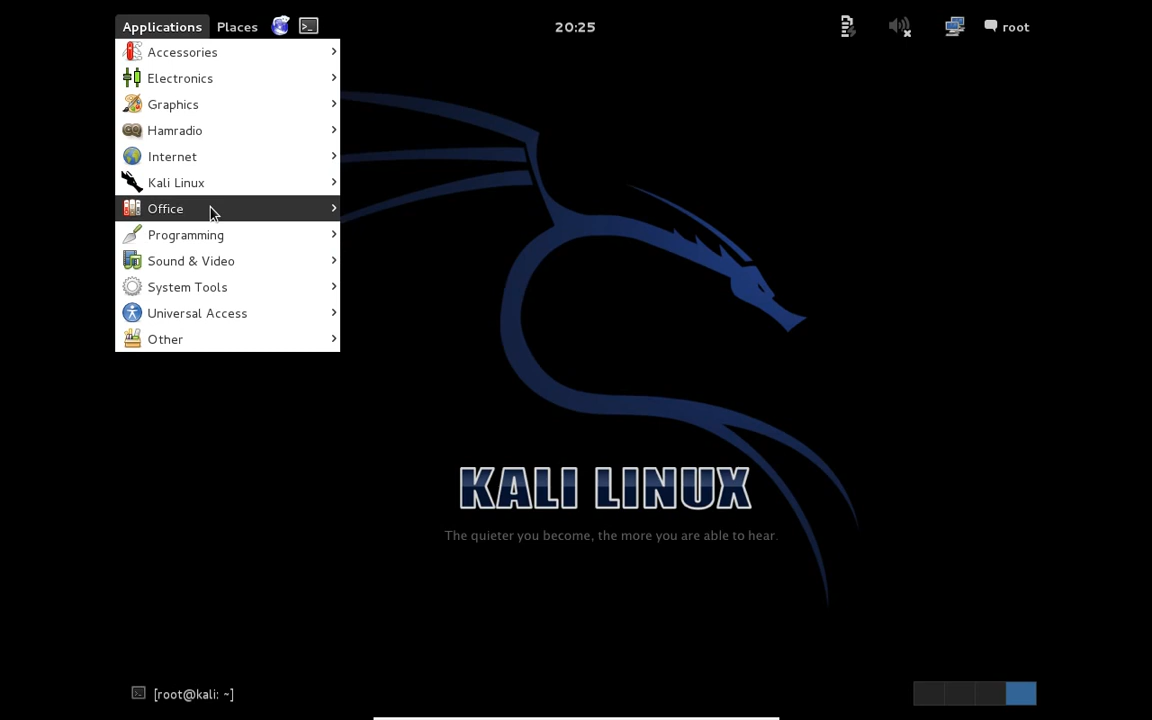 Applications Places 20:25 root
Accessories
Electronics
Graphics
Hamradio
Internet
Kali Linux
Office
Programming
Sound & Video
System Tools
Universal Access
Other
KALI LINUX
The quieter you become, the more you are able to hear.
[root@kali: ~]